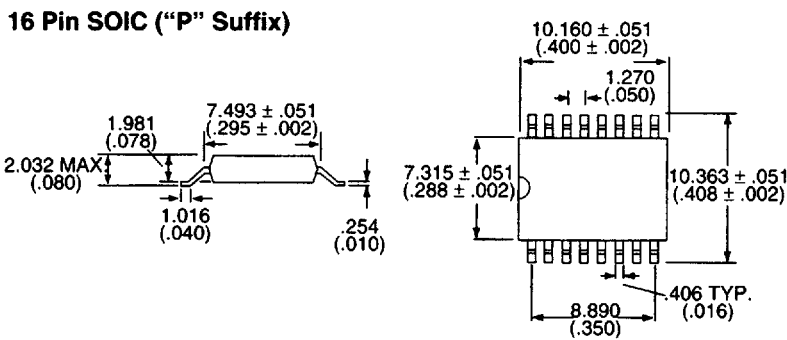 16 Pin SOIC (“P” Suffix)
10.160 ± .051
(.400 ± .002)
1.270
(.050)
1.981
(.078)
7.493 ± .051
(.295 ± .002)
2.032 MAX
(.080)
1.016
(.040)
.254
(.010)
7.315 ± .051
(.288 ± .002)
10.363 ± .051
(.408 ± .002)
.406 TYP.
(.016)
8.890
(.350)